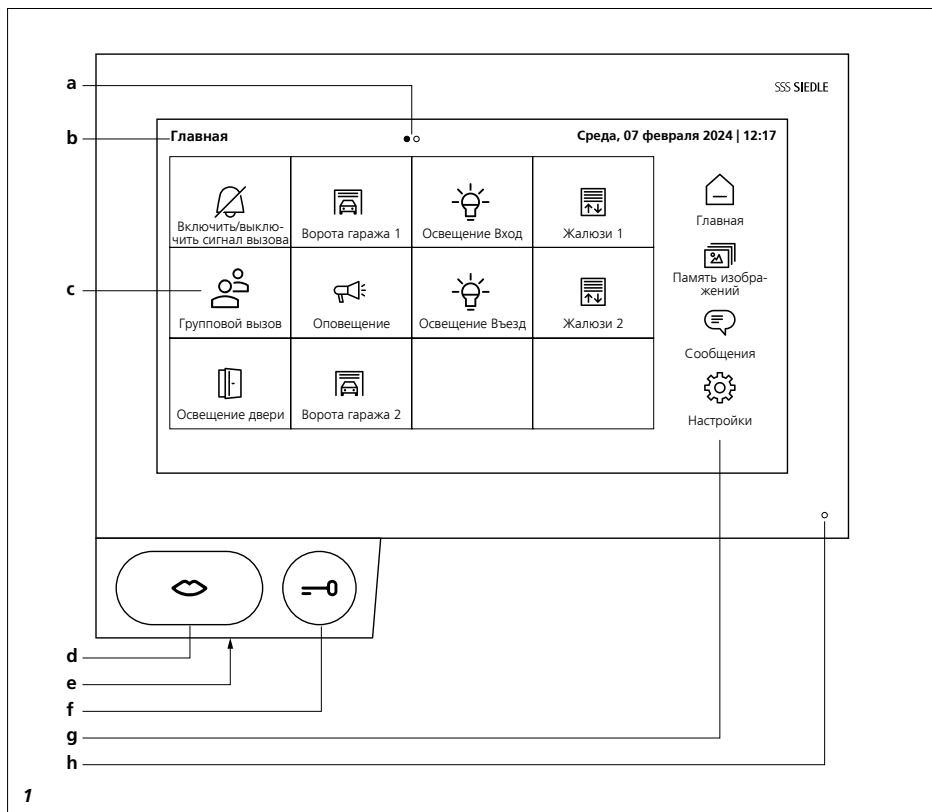 a
SSS SIEDLE
b
Главная
Среда, 07 февраля 2024 | 12:17
Включить/выклю-
чить сигнал вызова
Ворота гаража 1
Освещение Вход
Жалюзи 1
Главная
Память изобра-
жений
c
Групповой вызов
Оповещение
Освещение Въезд
Жалюзи 2
Сообщения
Освещение двери
Ворота гаража 2
Настройки
d
e
f
g
h
1